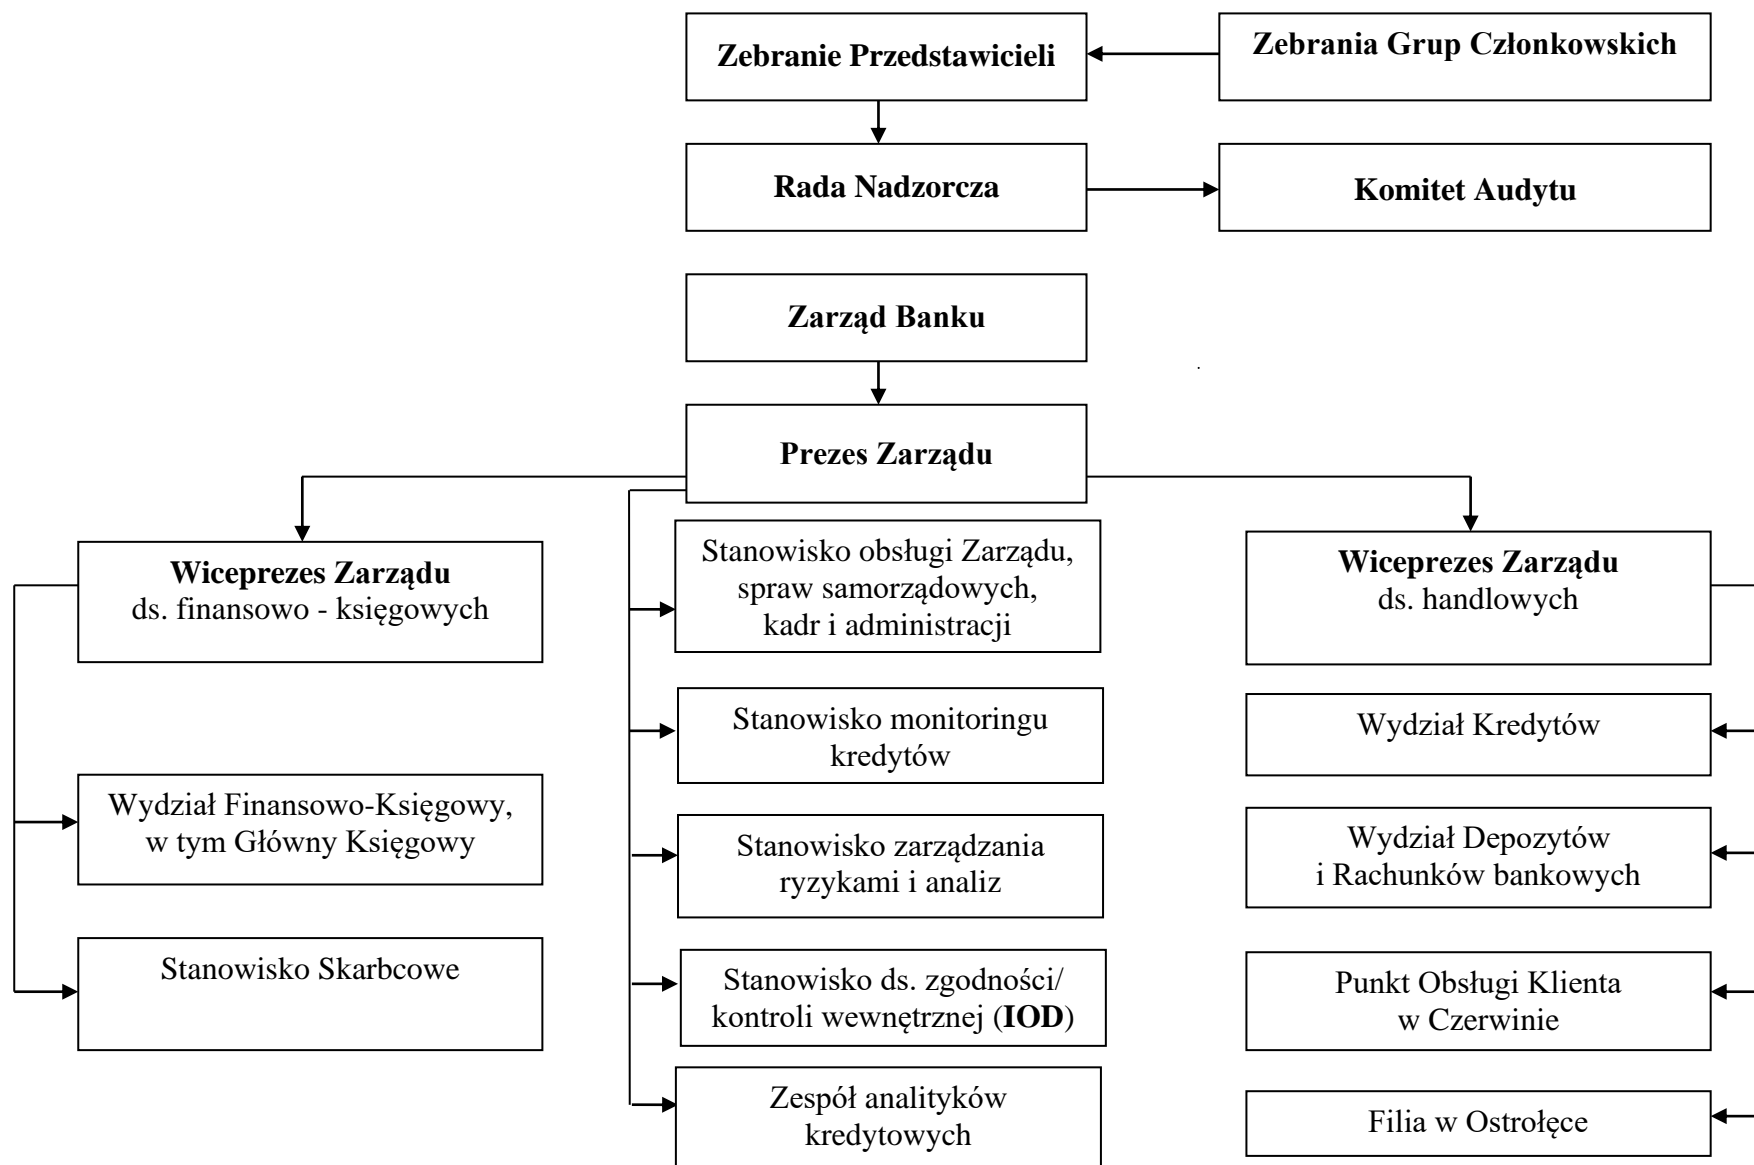 Zebranie Przedstawicieli
Zebrania Grup Członkowskich
Rada Nadzorcza
Komitet Audytu
Zarząd Banku
Prezes Zarządu
Wiceprezes Zarządu
ds. finansowo - księgowych
Wydział Finansowo-Księgowy,
w tym Główny Księgowy
Stanowisko Skarbcowe
Stanowisko obsługi Zarządu,
spraw samorządowych,
kadr i administracji
Stanowisko monitoringu
kredytów
Stanowisko zarządzania
ryzykami i analiz
Stanowisko ds. zgodności/
kontroli wewnętrznej (IOD)
Zespół analityków
kredytowych
Wiceprezes Zarządu
ds. handlowych
Wydział Kredytów
Wydział Depozytów
i Rachunków bankowych
Punkt Obsługi Klienta
w Czerwinie
Filia w Ostrołęce